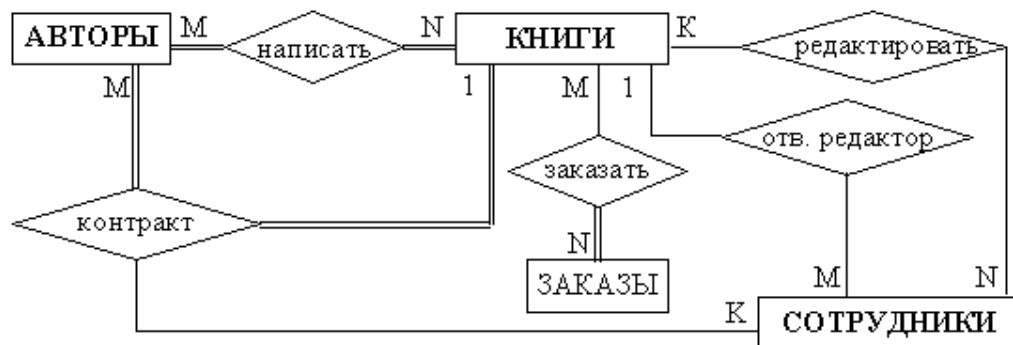 АВТОРЫ M написать N КНИГИ K редактировать
M 1 M 1
отв. редактор
заказать
контракт
N
ЗАКАЗЫ M N
K СОТРУДНИКИ